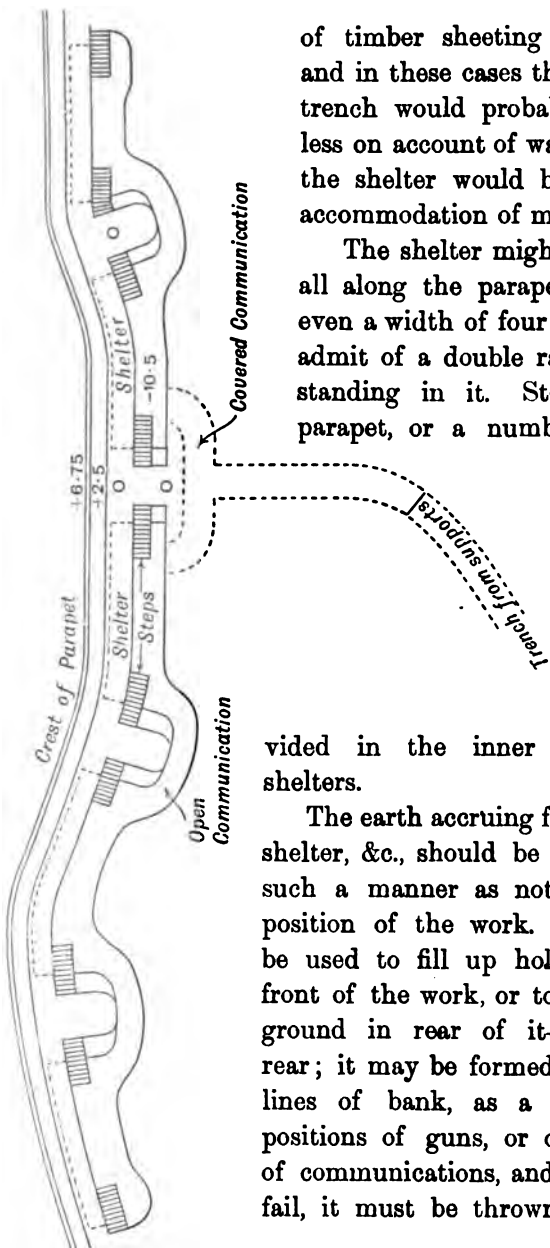 of timber sheeting
and in these cases th
trench would probal
less on account of wa
the shelter would b
accommodation of m
The shelter migh
all along the parape
even a width of four
admit of a double ra
standing in it. St
parapet, or a numb
Covered Communication
Shelter
-10.5
+6.75
+2.5
Shelter
Steps
Crest of Parapet
Trench from supports
Open
Communication
vided in the inner
shelters.
The earth accruing f
shelter, &c., should be
such a manner as not
position of the work.
be used to fill up hol
front of the work, or to
ground in rear of it-
rear; it may be formed
lines of bank, as a
positions of guns, or c
of communications, and
fail, it must be thrown